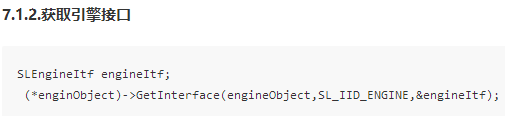 7.1.2.获取引擎接口
SLEngineItf engineItf;
(*enginObject)->GetInterface(engineObject,SL_IID_ENGINE,&engineItf);